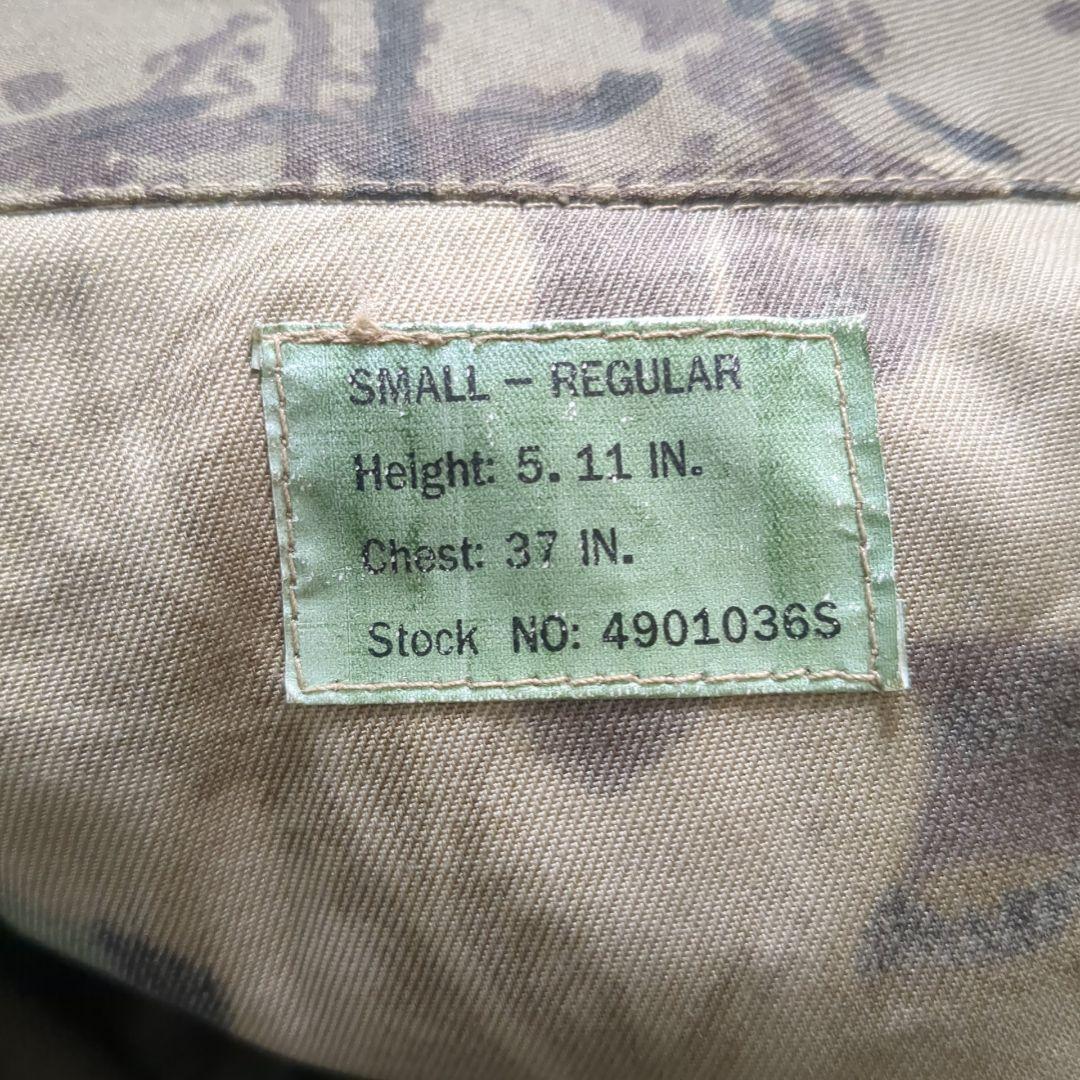 SMALL – REGULAR
Height: 5. 11 IN.
Chest: 37 IN.
Stock NO: 4901036S